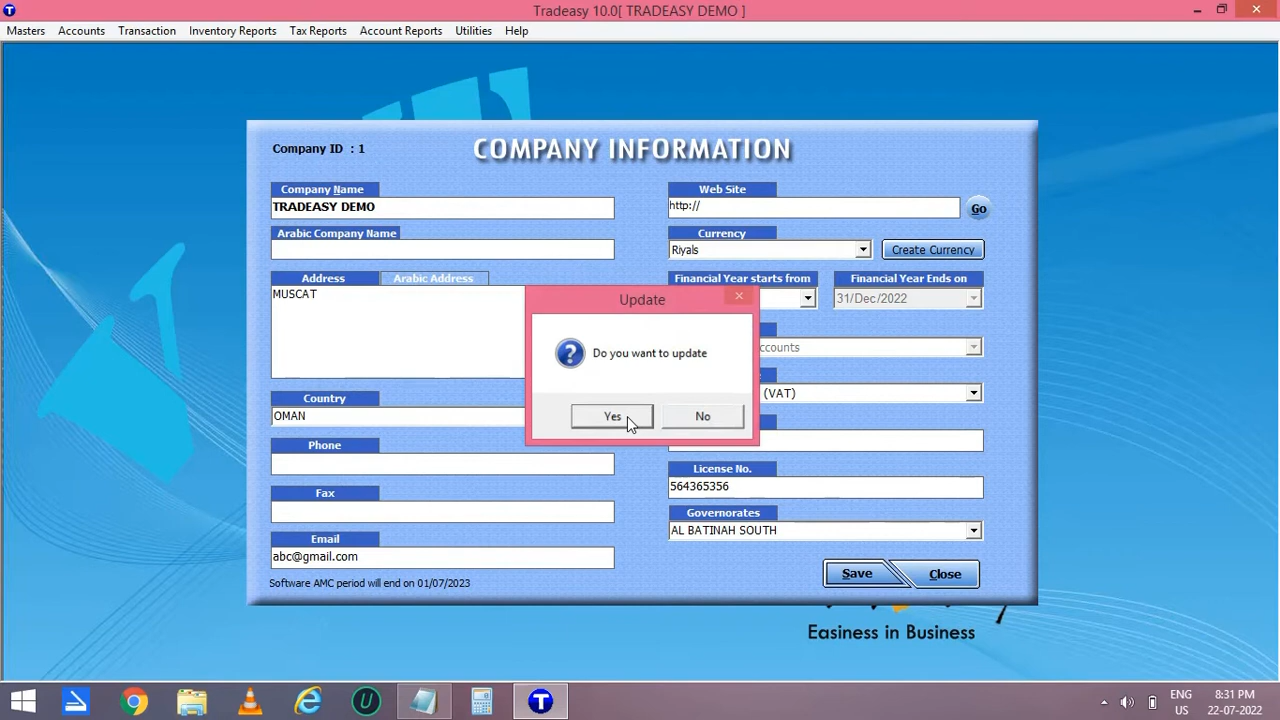 Tradeasy 10.0[ TRADEASY DEMO ]
Masters Accounts Transaction Inventory Reports Tax Reports Account Reports Utilities Help
Company ID : 1
COMPANY INFORMATION
Company Name
TRADEASY DEMO
Web Site
http://
Go
Arabic Company Name
Currency
Riyals
Create Currency
Address
Arabic Address
MUSCAT
Financial Year starts from
Financial Year Ends on
31/Dec/2022
Update
Do you want to update
Yes
No
ccounts
(VAT)
Country
OMAN
Phone
License No.
564365356
Fax
Governorates
AL BATINAH SOUTH
Email
abc@gmail.com
Software AMC period will end on 01/07/2023
Save
Close
Easiness in Business
ENG
US
8:31 PM
22-07-2022